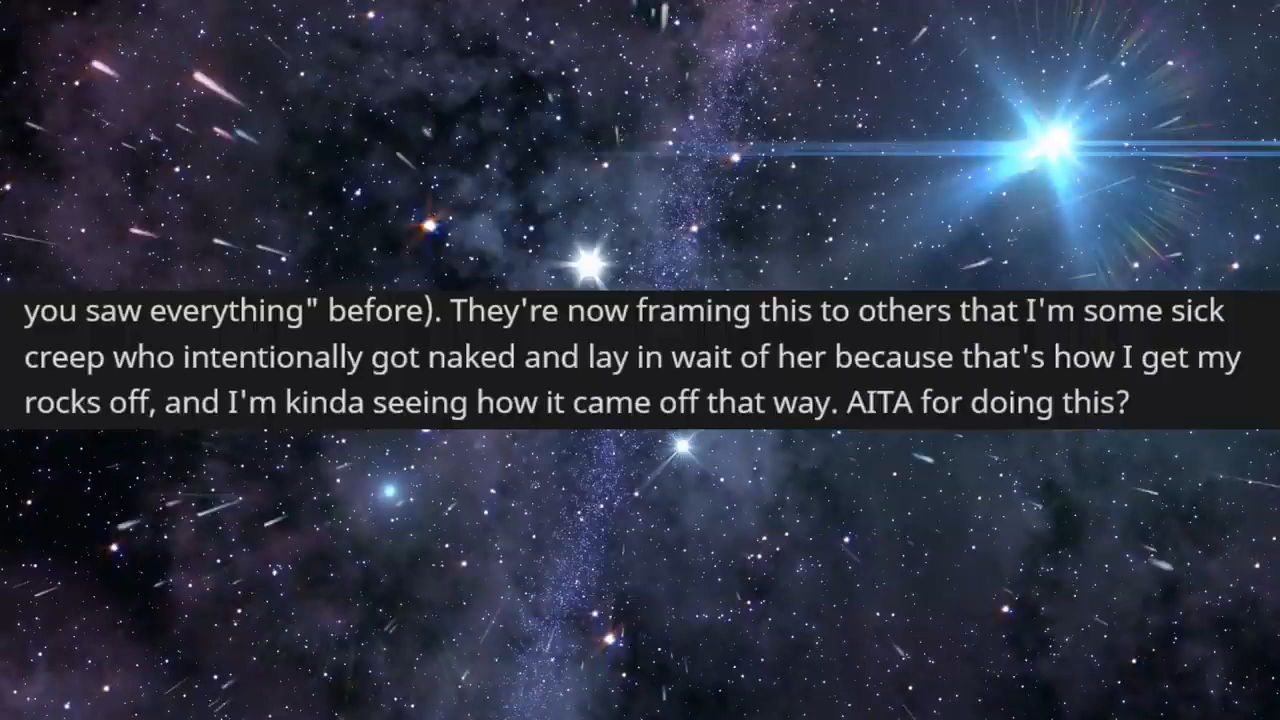 you saw everything" before). They're now framing this to others that I'm some sick
creep who intentionally got naked and lay in wait of her because that's how I get my
rocks off, and I'm kinda seeing how it came off that way. AITA for doing this?